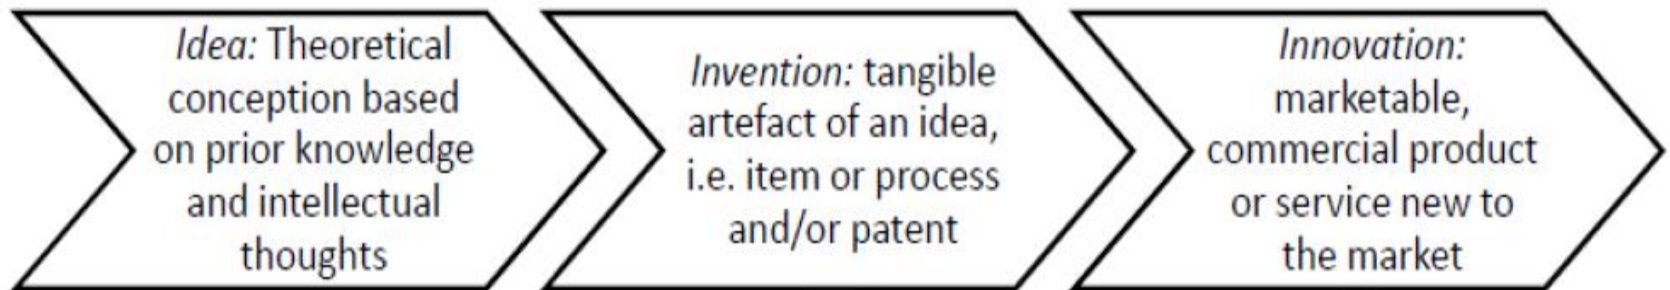 Idea: Theoretical
conception based
on prior knowledge
and intellectual
thoughts
Invention: tangible
artefact of an idea,
i.e. item or process
and/or patent
Innovation:
marketable,
commercial product
or service new to
the market